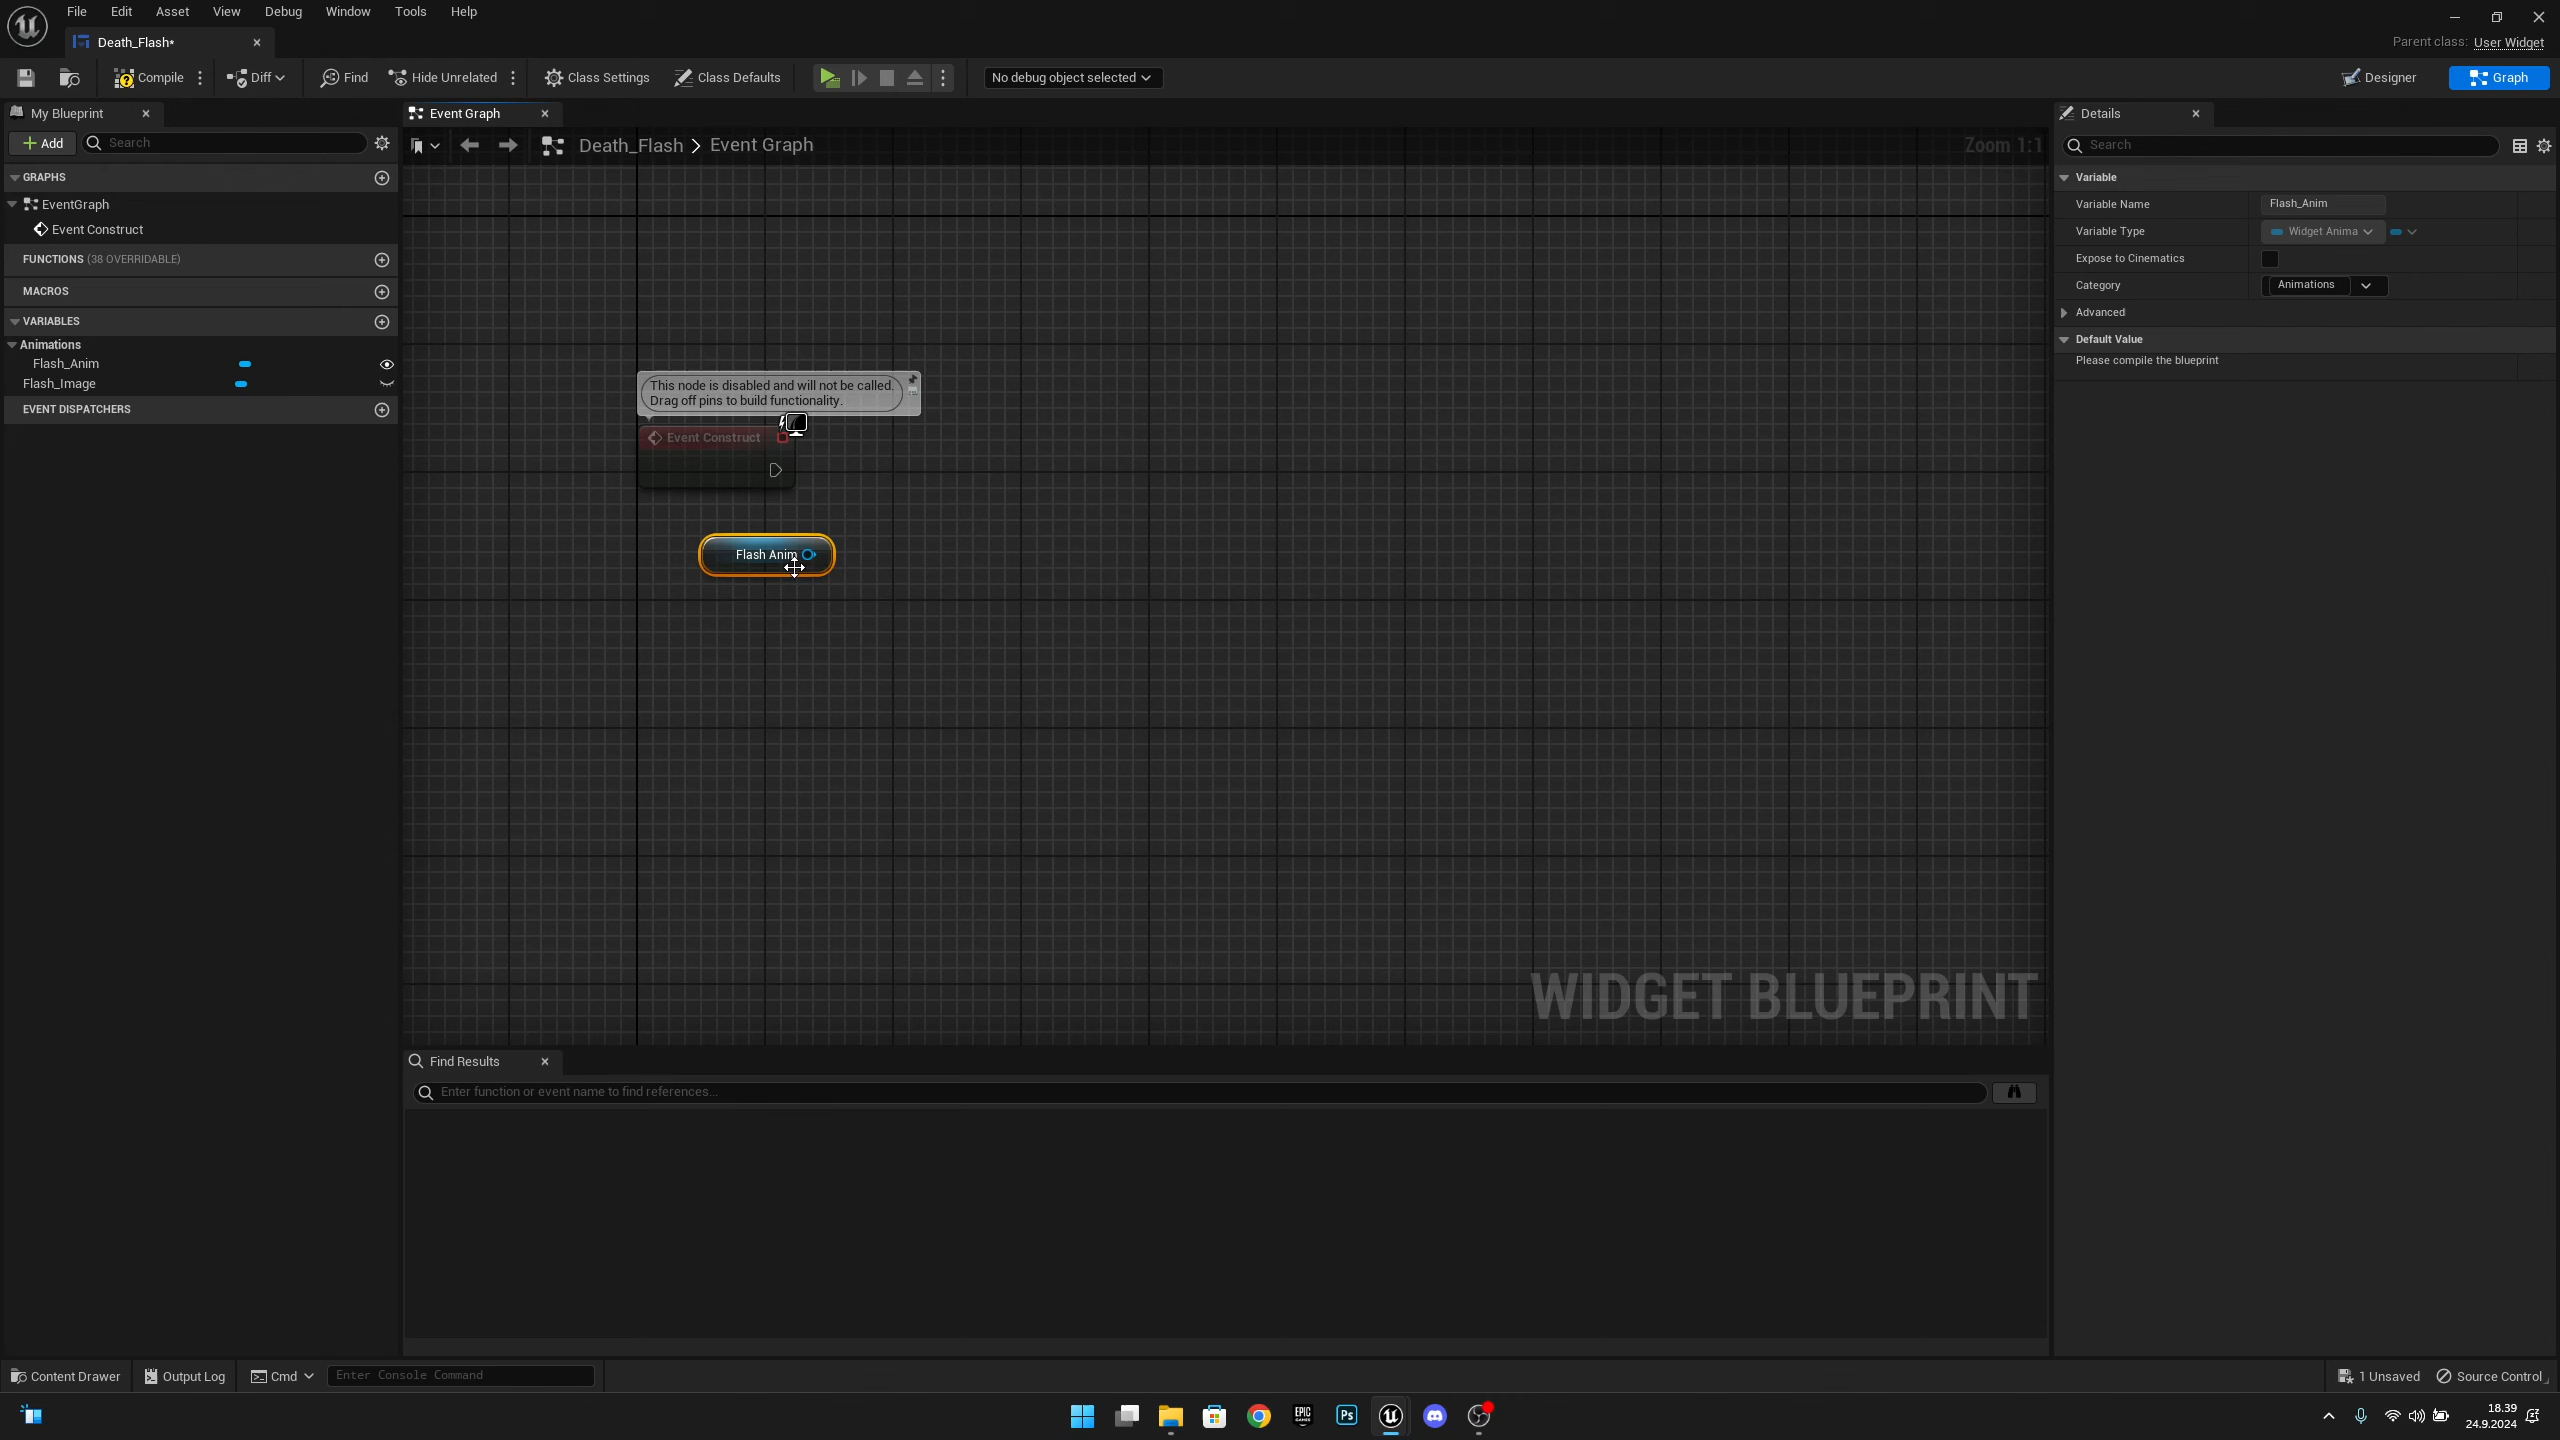 File Edit Asset View Debug Window Tools Help
Death_Flash*
Parent class: User Widget
Compile Diff Find Hide Unrelated Class Settings Class Defaults No debug object selected Designer Graph
My Blueprint
Event Graph
Details
Add Search
Death_Flash > Event Graph
Zoom 1:1
Search
GRAPHS
EventGraph
Event Construct
FUNCTIONS (38 OVERRIDABLE)
MACROS
VARIABLES
Animations
Flash_Anim
Flash_Image
EVENT DISPATCHERS
This node is disabled and will not be called.
Drag off pins to build functionality.
Event Construct
Flash Anim
WIDGET BLUEPRINT
Variable
Variable Name Flash_Anim
Variable Type Widget Anima
Expose to Cinematics
Category Animations
Advanced
Default Value
Please compile the blueprint
Find Results
Enter function or event name to find references...
Content Drawer Output Log Cmd Enter Console Command
1 Unsaved Source Control
EPIC GAMES
Ps
18.39
24.9.2024